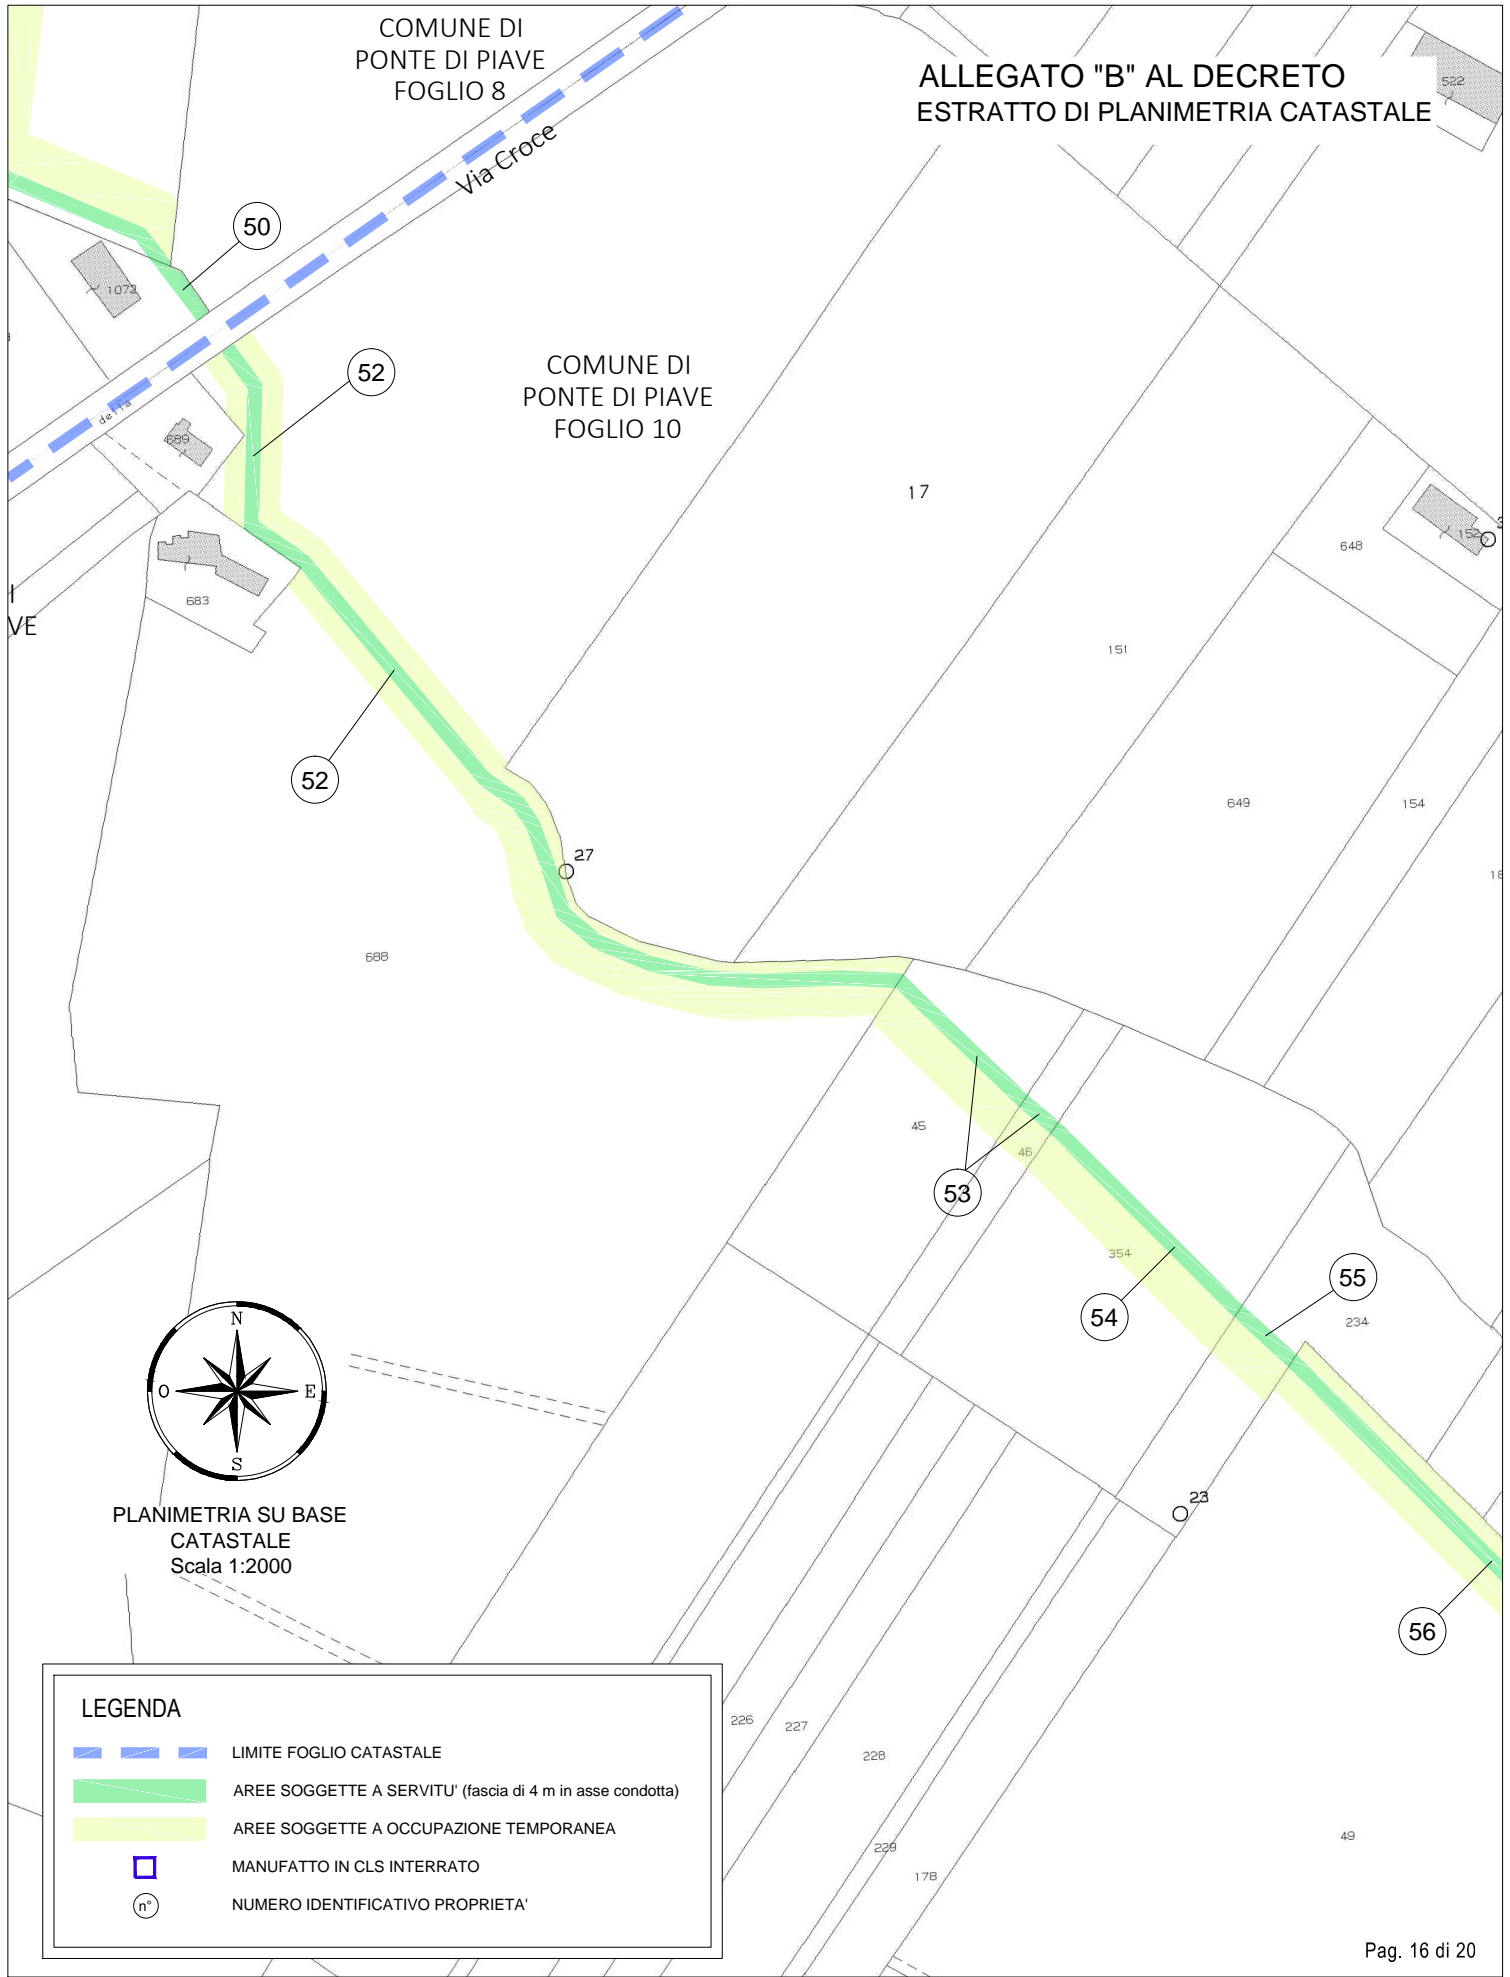 COMUNE DI
PONTE DI PIAVE
FOGLIO 8
ALLEGATO "B" AL DECRETO
ESTRATTO DI PLANIMETRIA CATASTALE
522
Via Croce
50
1072
52
COMUNE DI
PONTE DI PIAVE
FOGLIO 10
della
689
17
648
152
683
I
VE
151
52
649
154
27
688
45
46
53
354
55
54
234
N
O
E
S
23
PLANIMETRIA SU BASE
CATASTALE
Scala 1:2000
56
LEGENDA
LIMITE FOGLIO CATASTALE
AREE SOGGETTE A SERVITU' (fascia di 4 m in asse condotta)
AREE SOGGETTE A OCCUPAZIONE TEMPORANEA
MANUFATTO IN CLS INTERRATO
n°
NUMERO IDENTIFICATIVO PROPRIETA'
226
227
228
229
178
49
Pag. 16 di 20